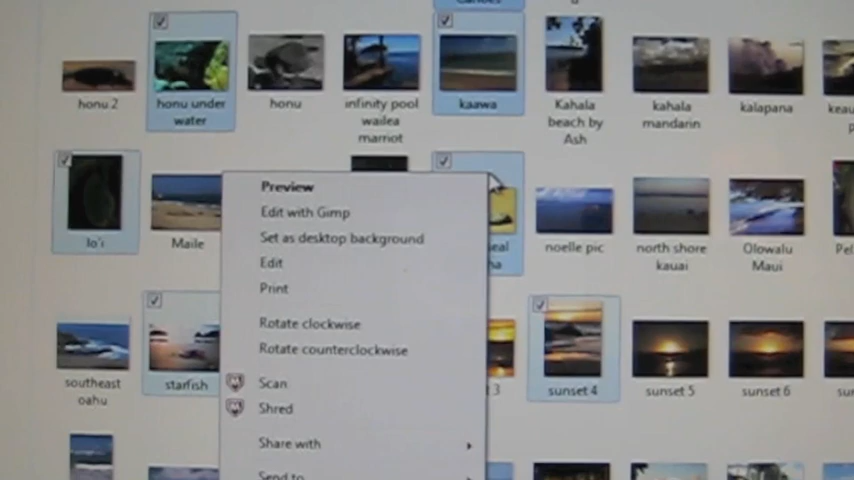 honu 2
honu under
water
honu
infinity pool
wailea
marriot
kaawa
Kahala
beach by
Ash
kahala
mandarin
kalapana
lo'i
Maile
noelle pic
north shore
kauai
Olowalu
Maui
Preview
Edit with Gimp
Set as desktop background
Edit
Print
Rotate clockwise
Rotate counterclockwise
Scan
Shred
Share with
Send to
southeast
oahu
starfish
sunset 4
sunset 5
sunset 6